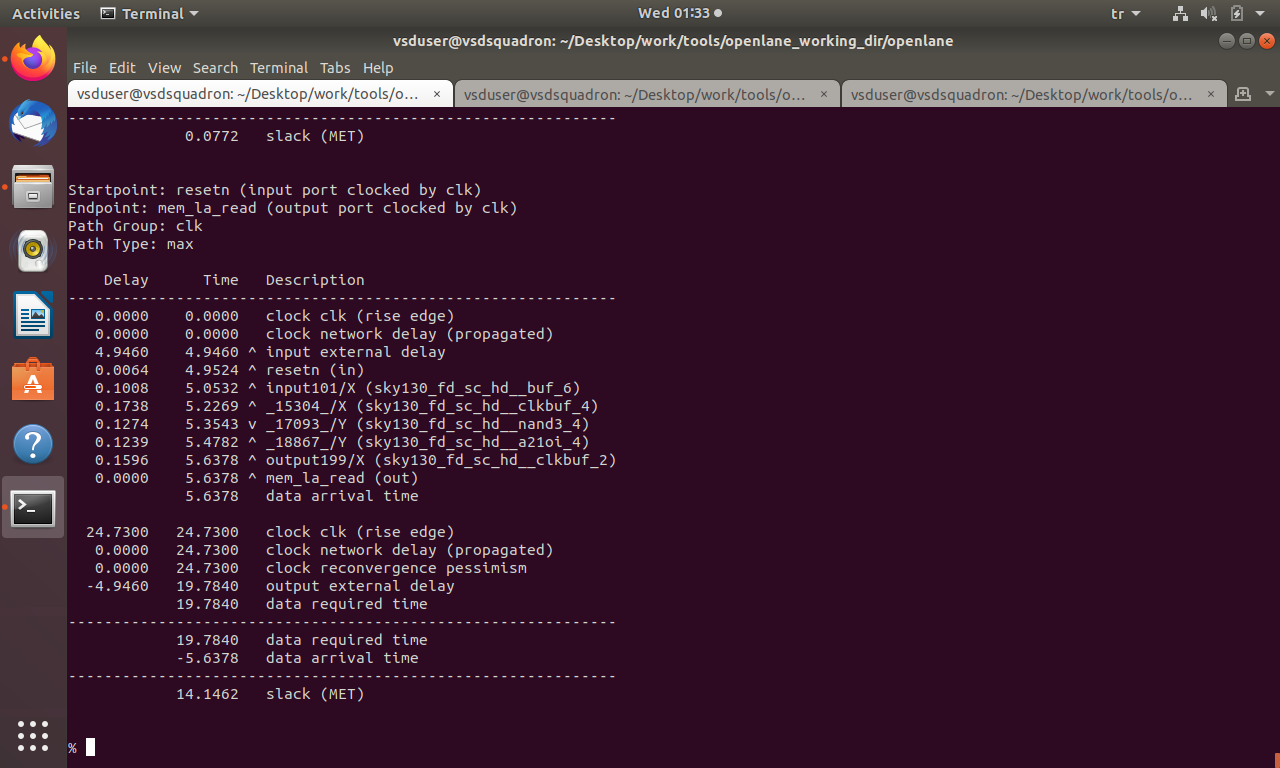 Activities
Terminal
Wed 01:33
tr
vsduser@vsdsquadron: ~/Desktop/work/tools/openlane_working_dir/openlane
File Edit View Search Terminal Tabs Help
vsduser@vsdsquadron: ~/Desktop/work/tools/o… × vsduser@vsdsquadron: ~/Desktop/work/tools/o… × vsduser@vsdsquadron: ~/Desktop/work/tools/o… ×
-------------------------------------------------------------
             0.0772   slack (MET)
Startpoint: resetn (input port clocked by clk)
Endpoint: mem_la_read (output port clocked by clk)
Path Group: clk
Path Type: max
    Delay      Time   Description
-------------------------------------------------------------
   0.0000    0.0000   clock clk (rise edge)
   0.0000    0.0000   clock network delay (propagated)
   4.9460    4.9460 ^ input external delay
   0.0064    4.9524 ^ resetn (in)
   0.1008    5.0532 ^ input101/X (sky130_fd_sc_hd__buf_6)
   0.1738    5.2269 ^ _15304_/X (sky130_fd_sc_hd__clkbuf_4)
   0.1274    5.3543 v _17093_/Y (sky130_fd_sc_hd__nand3_4)
   0.1239    5.4782 ^ _18867_/Y (sky130_fd_sc_hd__a21oi_4)
   0.1596    5.6378 ^ output199/X (sky130_fd_sc_hd__clkbuf_2)
   0.0000    5.6378 ^ mem_la_read (out)
             5.6378   data arrival time
  24.7300   24.7300   clock clk (rise edge)
   0.0000   24.7300   clock network delay (propagated)
   0.0000   24.7300   clock reconvergence pessimism
  -4.9460   19.7840   output external delay
            19.7840   data required time
-------------------------------------------------------------
            19.7840   data required time
            -5.6378   data arrival time
-------------------------------------------------------------
            14.1462   slack (MET)
%